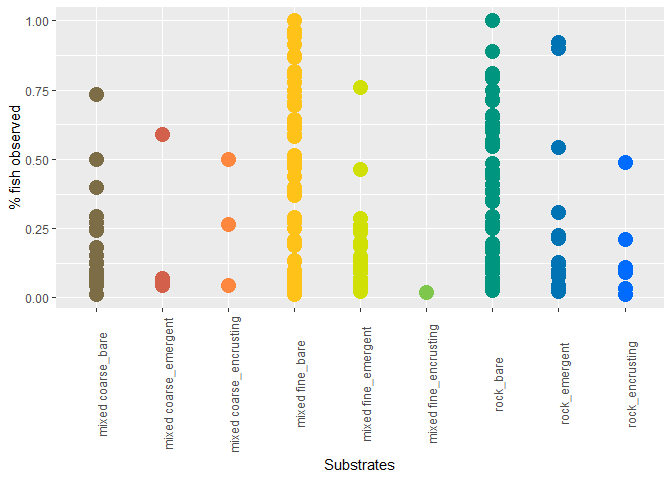 % fish observed
1.00
0.75
0.50
0.25
0.00
mixed coarse_bare
mixed coarse_emergent
mixed coarse_encrusting
mixed fine_bare
mixed fine_emergent
mixed fine_encrusting
rock_bare
rock_emergent
rock_encrusting
Substrates